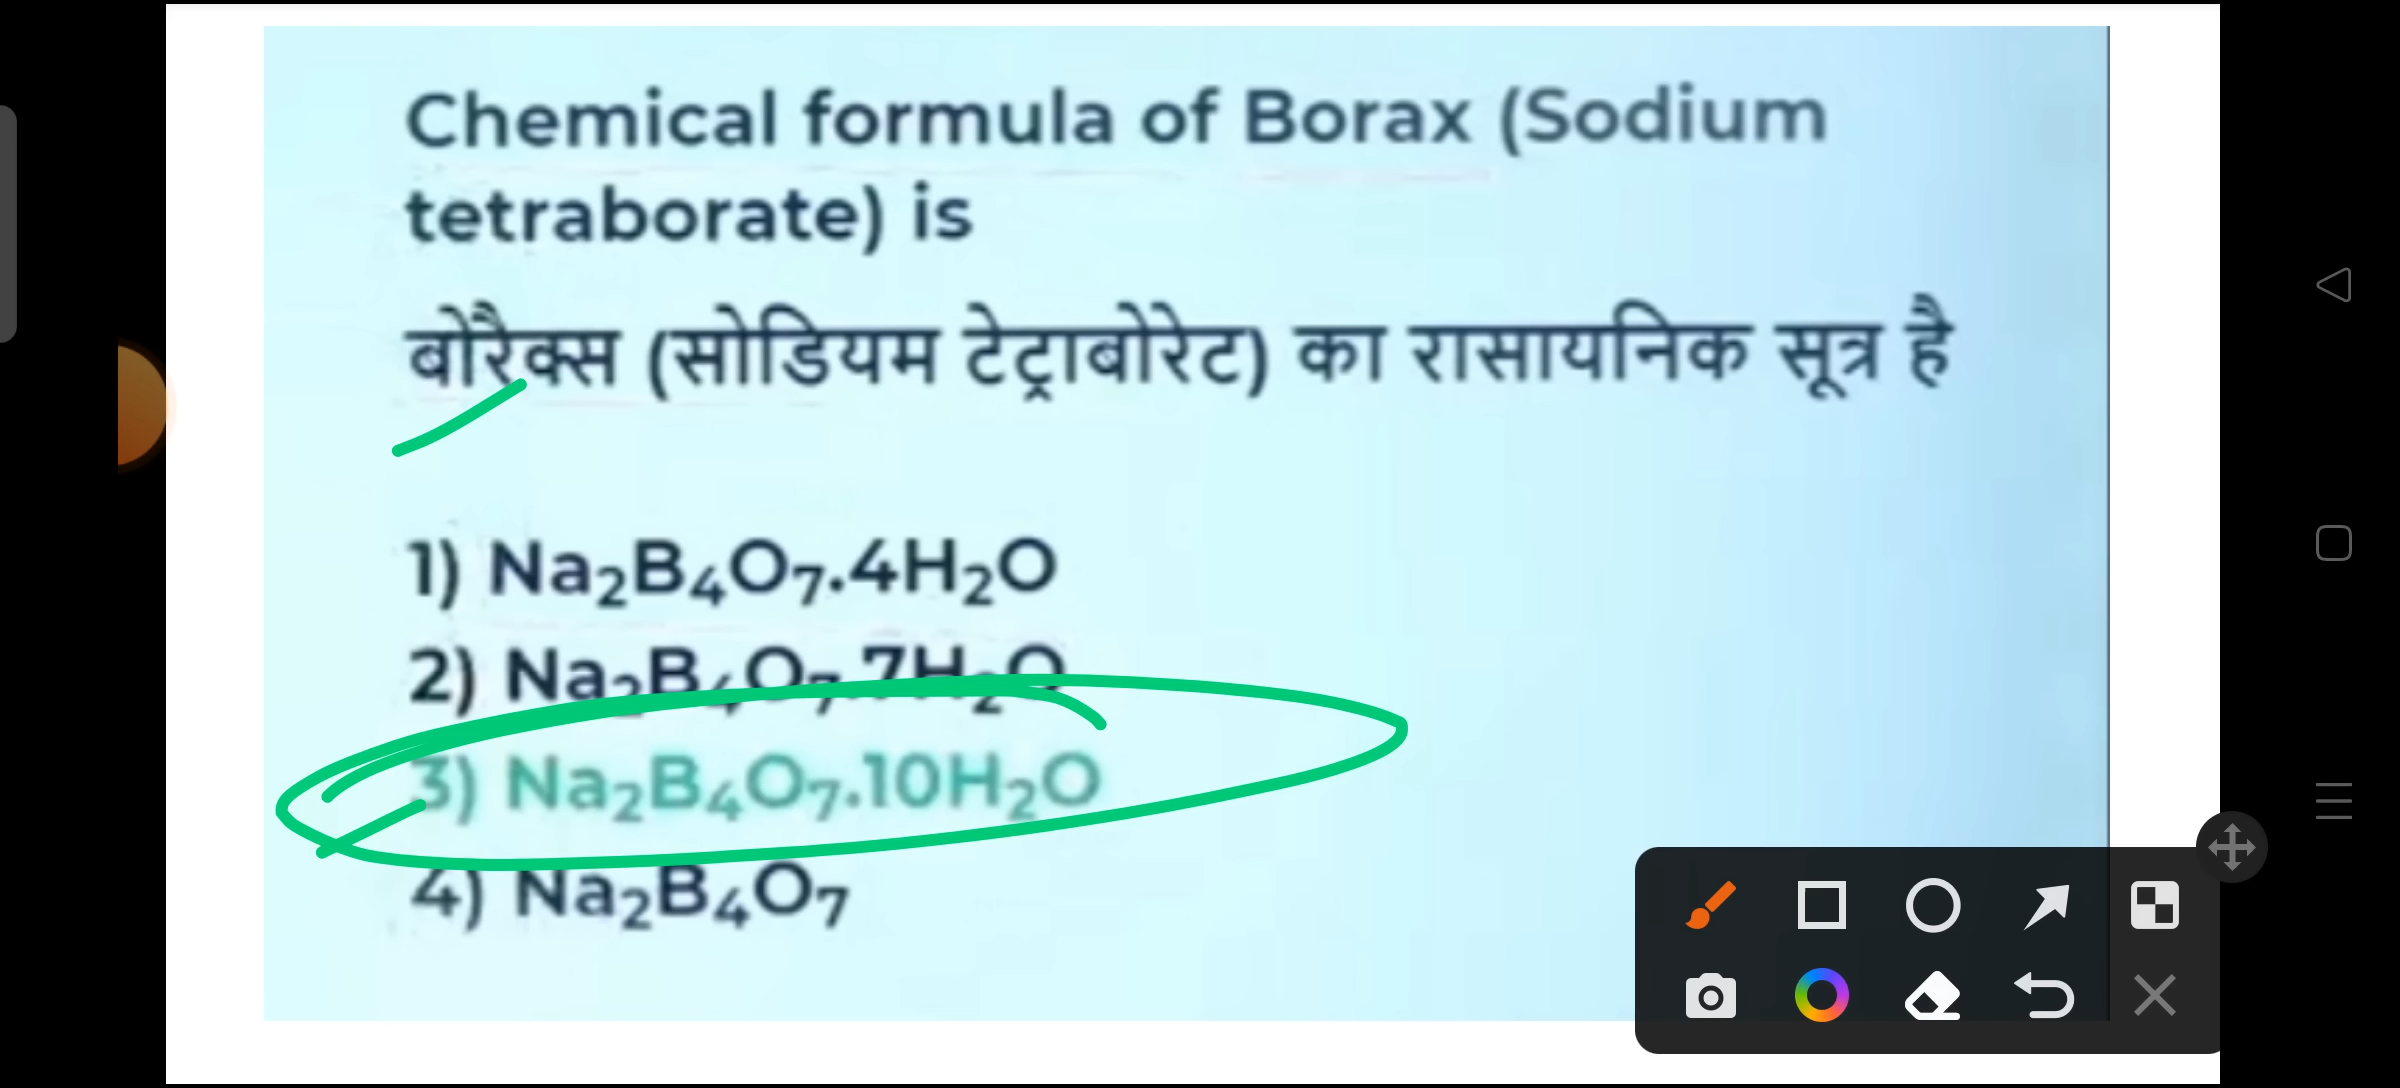 Chemical formula of Borax (Sodium
tetraborate) is
बोरैक्स (सोडियम टेट्राबोरेट) का रासायनिक सूत्र है
1) Na₂B₄O₇.4H₂O
2) Na₂B₄O₇.7H₂O
3) Na₂B₄O₇.10H₂O
4) Na₂B₄O₇